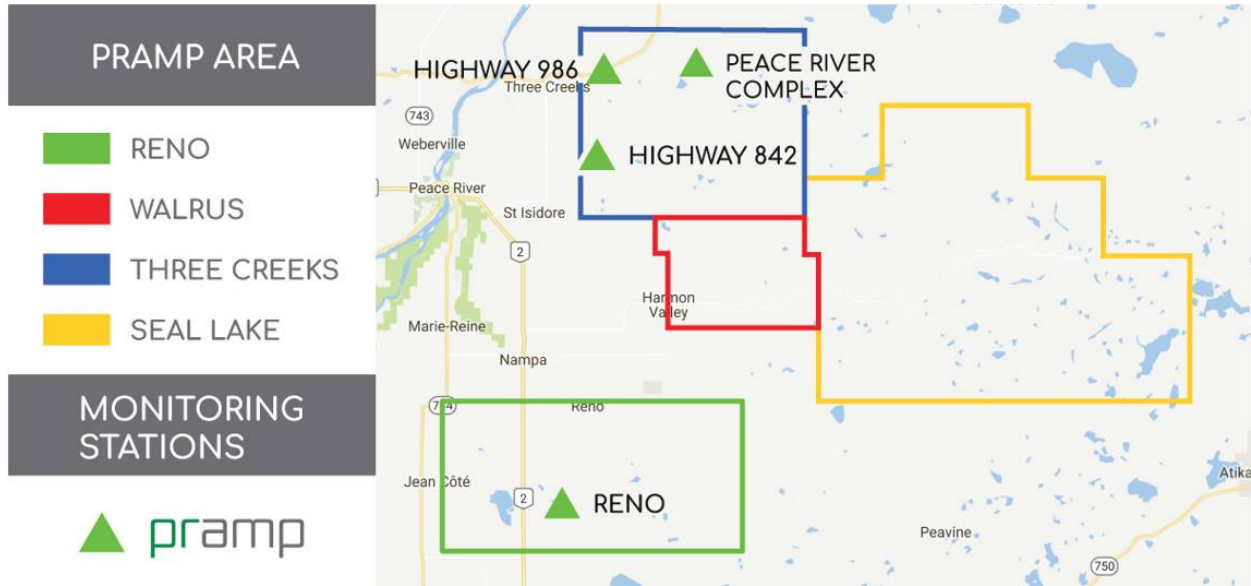 PRAMP AREA
RENO
WALRUS
THREE CREEKS
SEAL LAKE
MONITORING
STATIONS
pramp
HIGHWAY 986
Three Creeks
PEACE RIVER
COMPLEX
743
Weberville
HIGHWAY 842
Peace River
St Isidore
2
Harmon
Valley
Marie-Reine
Nampa
Reno
Jean Côté
2
RENO
Peavine
Atika
750